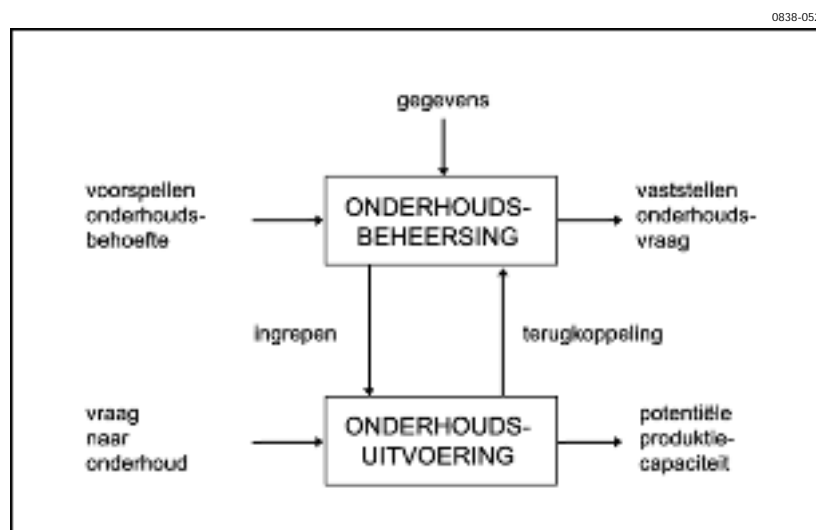 0838-052
gegevens
voorspellen
onderhouds-
behoefte
ONDERHOUDS-
BEHEERSING
vaststellen
onderhouds-
vraag
ingrepen
terugkoppeling
vraag
naar
onderhoud
ONDERHOUDS-
UITVOERING
potentiële
produktie-
capaciteit